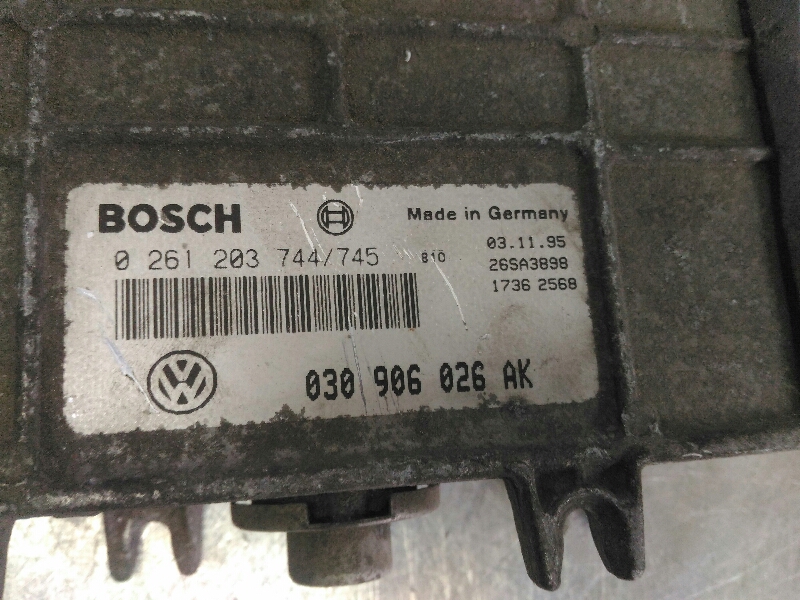 BOSCH
Made in Germany
0 261 203 744/745 810
03.11.95
26SA3898
1736 2568
030 906 026 AK